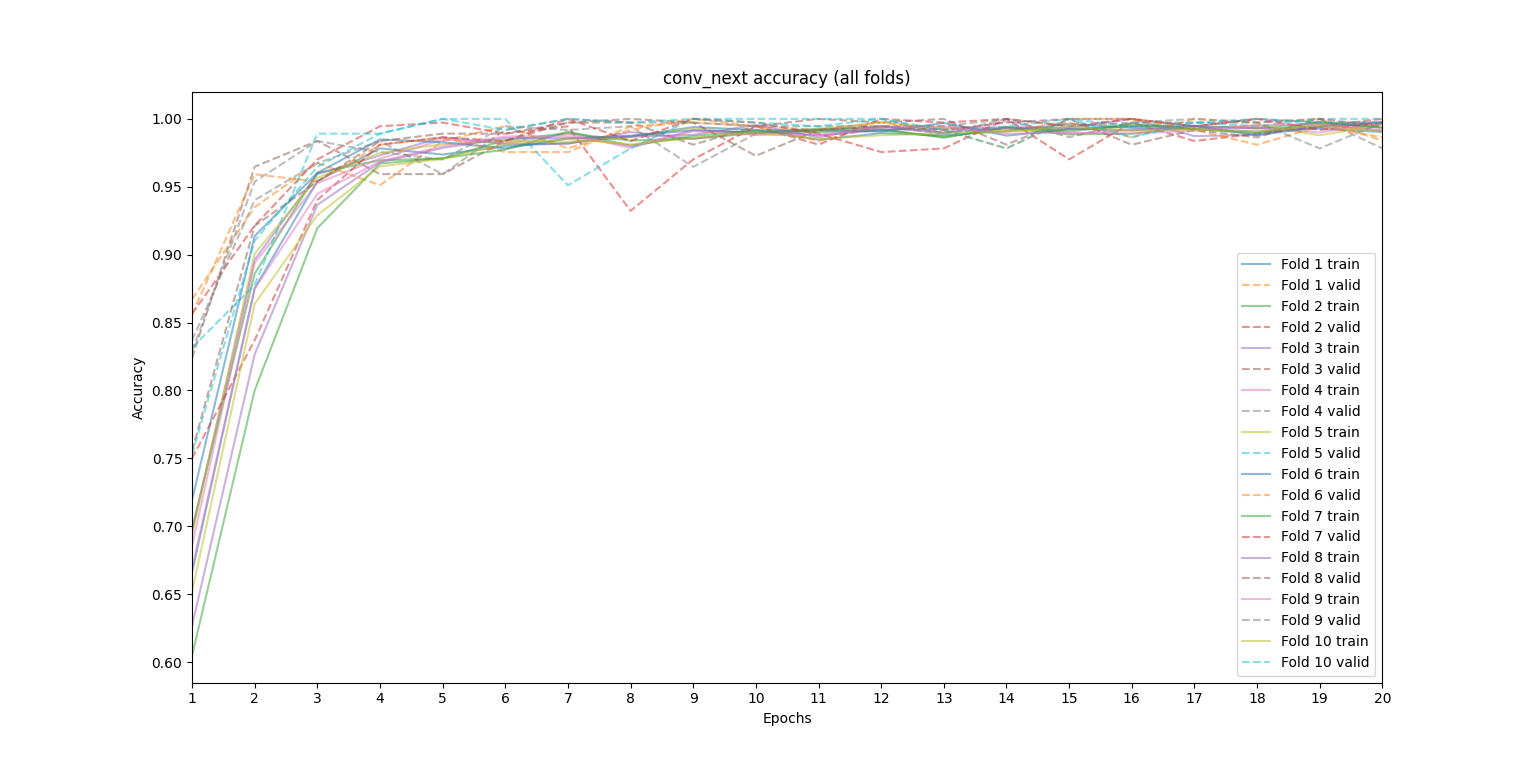 conv_next accuracy (all folds)
Accuracy
1.00
0.95
0.90
0.85
0.80
0.75
0.70
0.65
0.60
Fold 1 train
Fold 1 valid
Fold 2 train
Fold 2 valid
Fold 3 train
Fold 3 valid
Fold 4 train
Fold 4 valid
Fold 5 train
Fold 5 valid
Fold 6 train
Fold 6 valid
Fold 7 train
Fold 7 valid
Fold 8 train
Fold 8 valid
Fold 9 train
Fold 9 valid
Fold 10 train
Fold 10 valid
1 2 3 4 5 6 7 8 9 10 11 12 13 14 15 16 17 18 19 20
Epochs